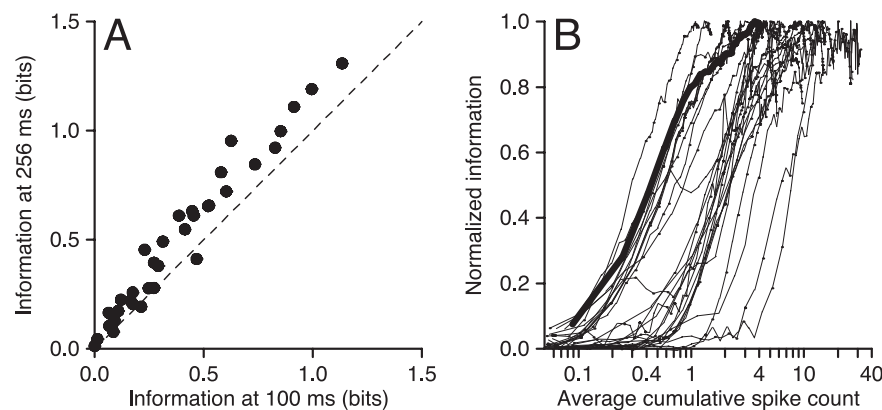 A
Information at 256 ms (bits)
1.5
1.0
0.5
0.0
0.0 0.5 1.0 1.5
Information at 100 ms (bits)
B
Normalized information
1.0
0.8
0.6
0.4
0.2
0.0
0.1 0.4 1 4 10 40
Average cumulative spike count